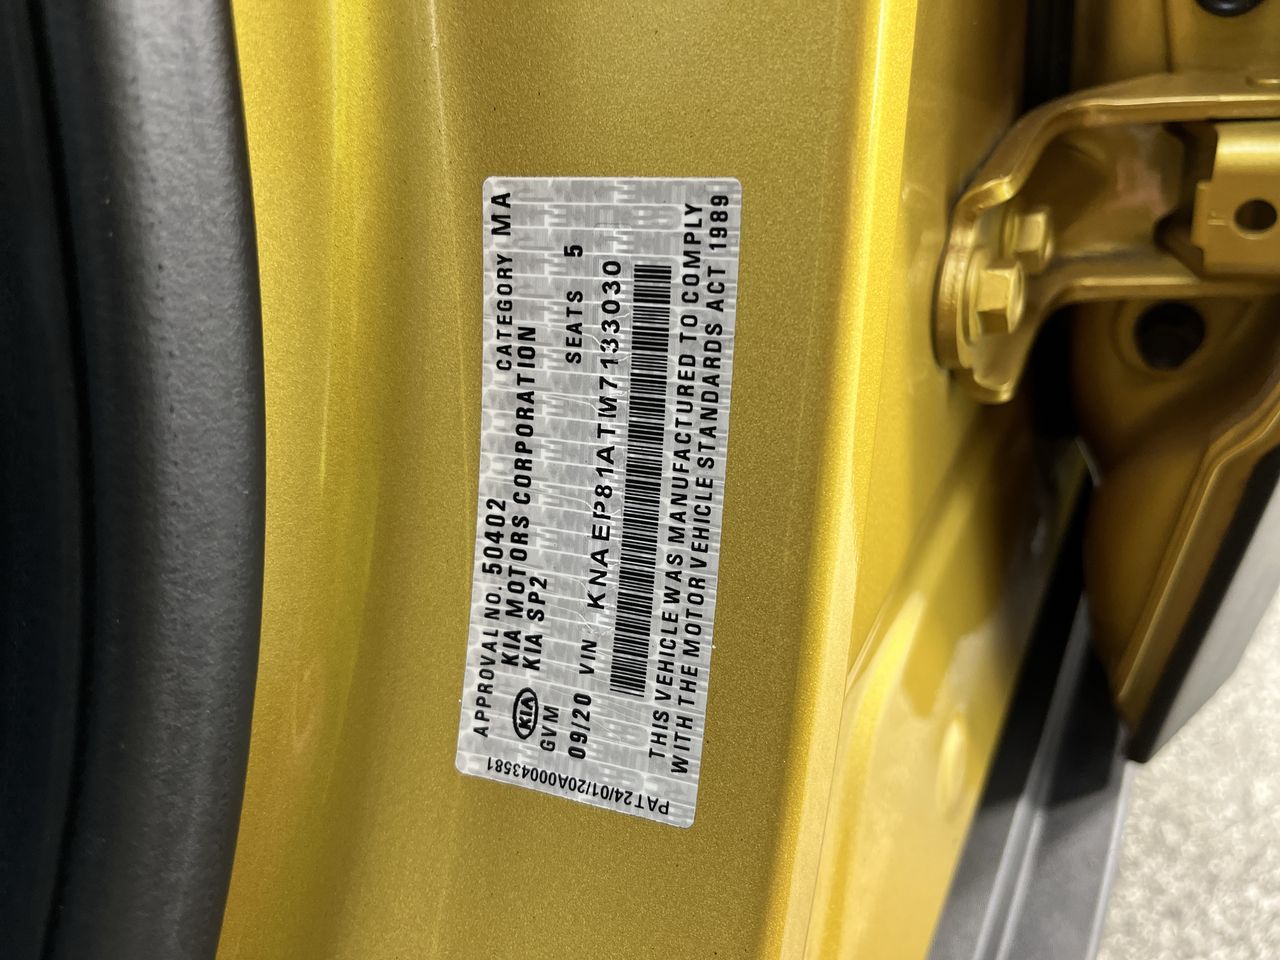 APPROVAL NO. 50402 CATEGORY MA
KIA MOTORS CORPORATION
KIA SP2
KIA
GVM SEATS 5
09/20 VIN KNAEP81ATM7133030
THIS VEHICLE WAS MANUFACTURED TO COMPLY
WITH THE MOTOR VEHICLE STANDARDS ACT 1989
PAT24/01/20A00043581